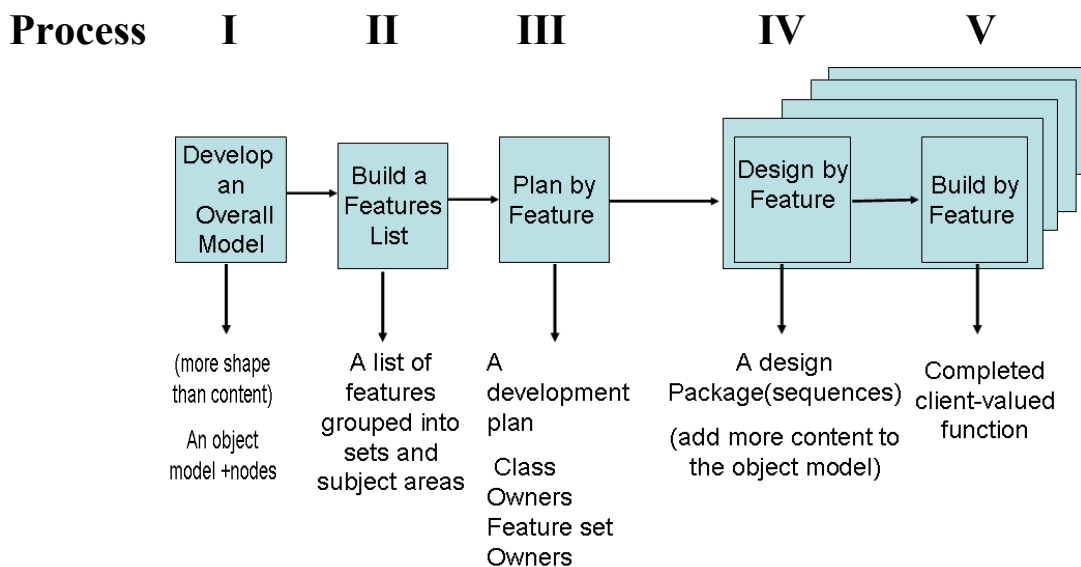 Process I II III IV V
Develop
an
Overall
Model
Build a
Features
List
Plan by
Feature
Design by
Feature
Build by
Feature
(more shape
than content)
An object
model +nodes
A list of
features
grouped into
sets and
subject areas
A
development
plan
Class
Owners
Feature set
Owners
A design
Package(sequences)
(add more content to
the object model)
Completed
client-valued
function